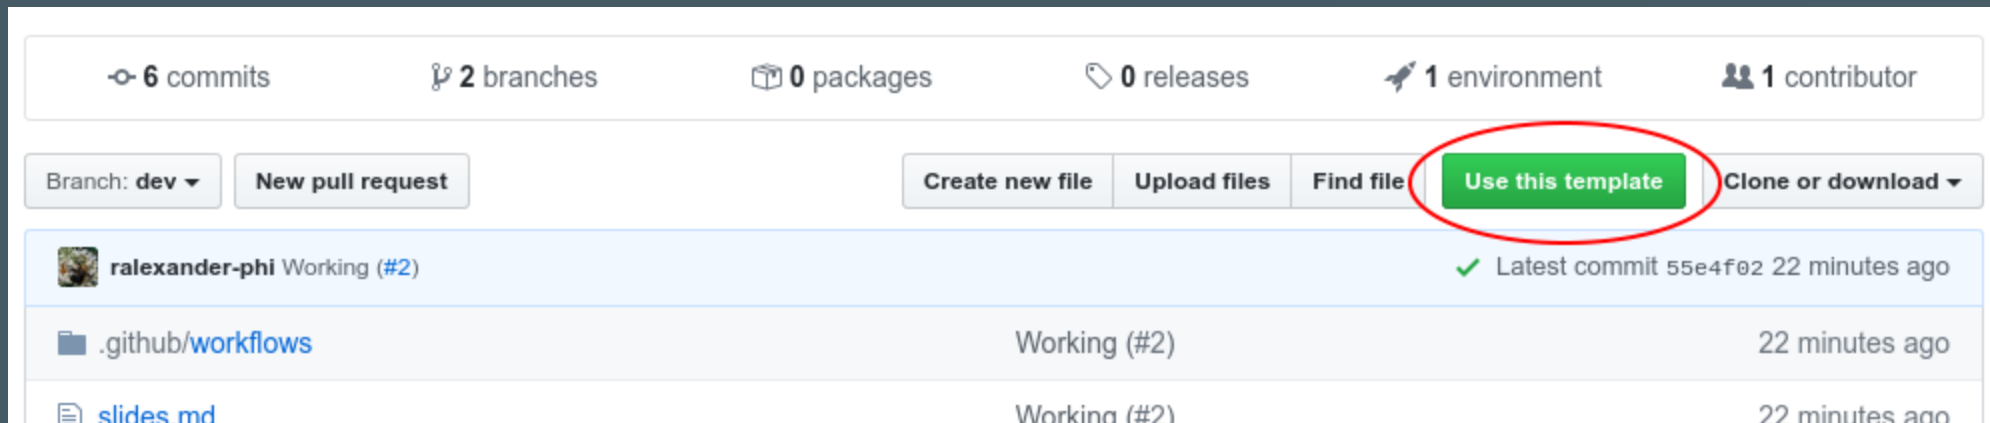 6 commits 2 branches 0 packages 0 releases 1 environment 1 contributor
Branch: dev New pull request Create new file Upload files Find file Use this template Clone or download
ralexander-phi Working (#2) Latest commit 55e4f02 22 minutes ago
.github/workflows Working (#2) 22 minutes ago
slides.md Working (#2) 22 minutes ago